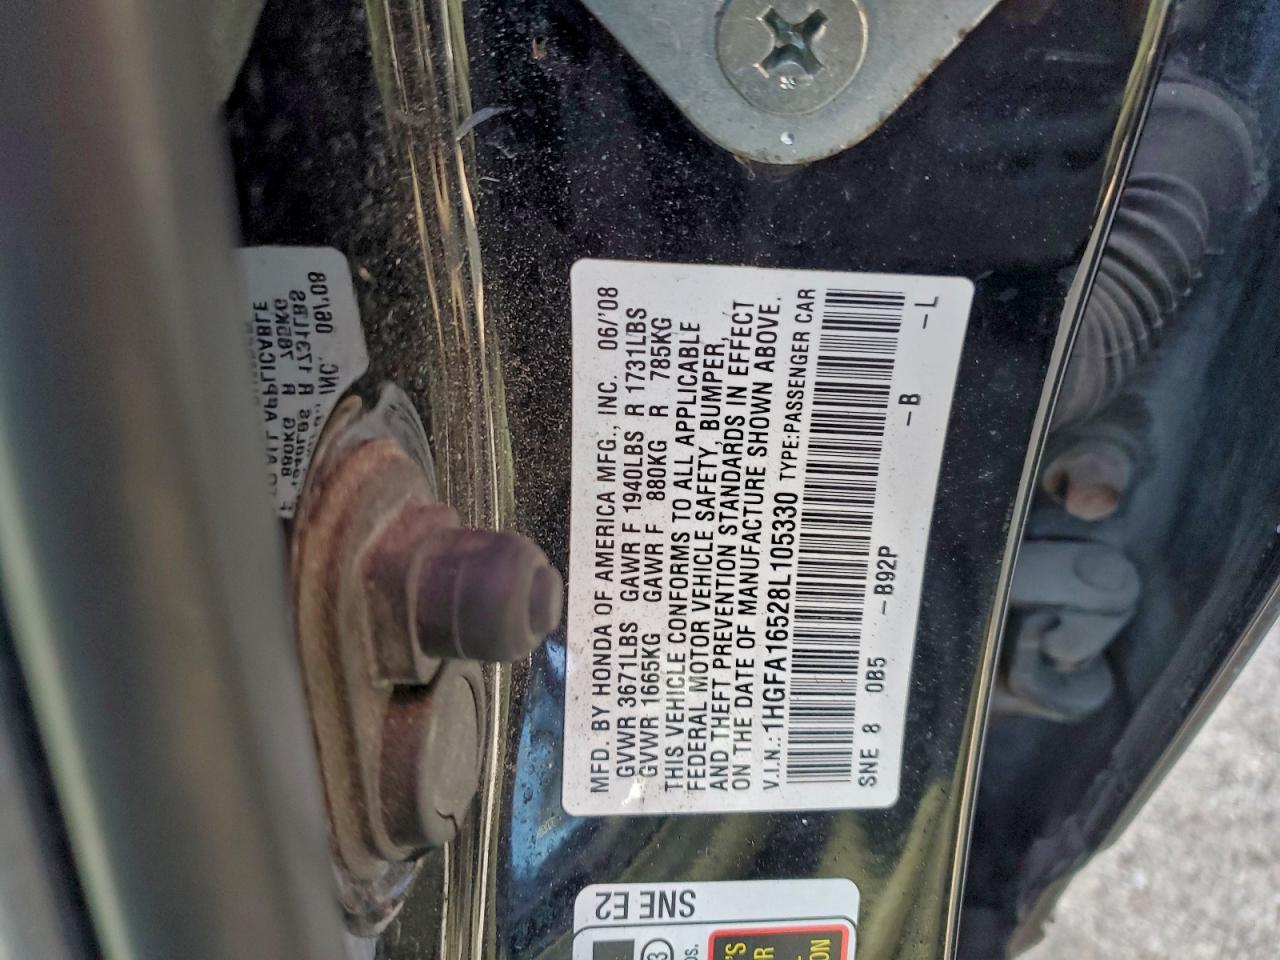 MFD. BY HONDA OF AMERICA MFG., INC. 06/'08
GVWR 3671LBS GAWR F 1940LBS R 1731LBS
GVWR 1665KG GAWR F 880KG R 785KG
THIS VEHICLE CONFORMS TO ALL APPLICABLE
FEDERAL MOTOR VEHICLE SAFETY, BUMPER,
AND THEFT PREVENTION STANDARDS IN EFFECT
ON THE DATE OF MANUFACTURE SHOWN ABOVE.
V.I.N.: 1HGFA16528L105330 TYPE:PASSENGER CAR
SNE 8 0B5 -B92P -B -L
SNE E2